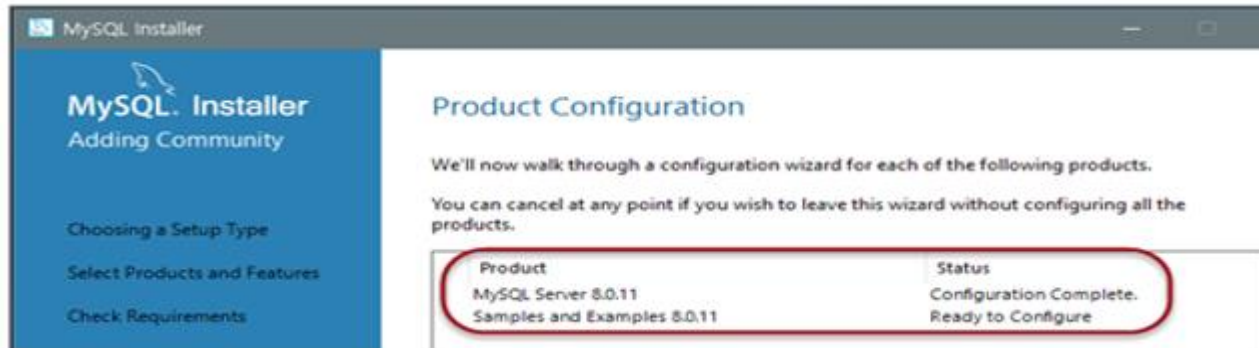 MySQL Installer
MySQL. Installer
Adding Community
Choosing a Setup Type
Select Products and Features
Check Requirements
Product Configuration
We'll now walk through a configuration wizard for each of the following products.
You can cancel at any point if you wish to leave this wizard without configuring all the
products.
Product Status
MySQL Server 8.0.11 Configuration Complete.
Samples and Examples 8.0.11 Ready to Configure